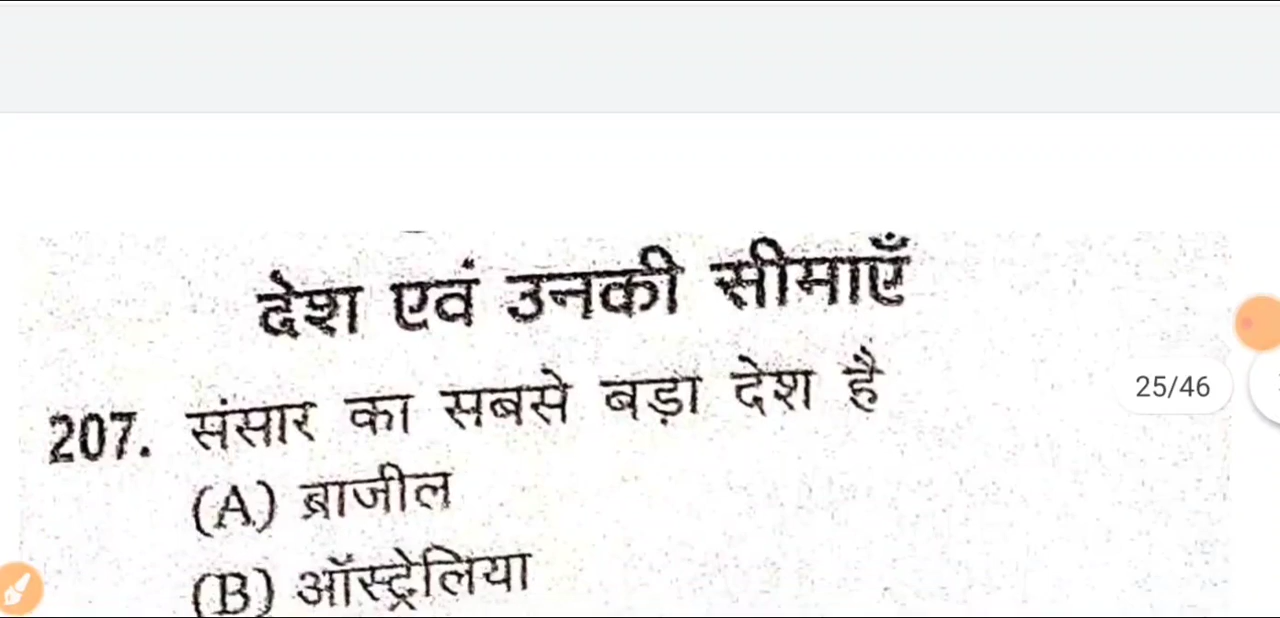 देश एवं उनकी सीमाएँ
207. संसार का सबसे बड़ा देश है
25/46
(A) ब्राजील
(B) ऑस्ट्रेलिया